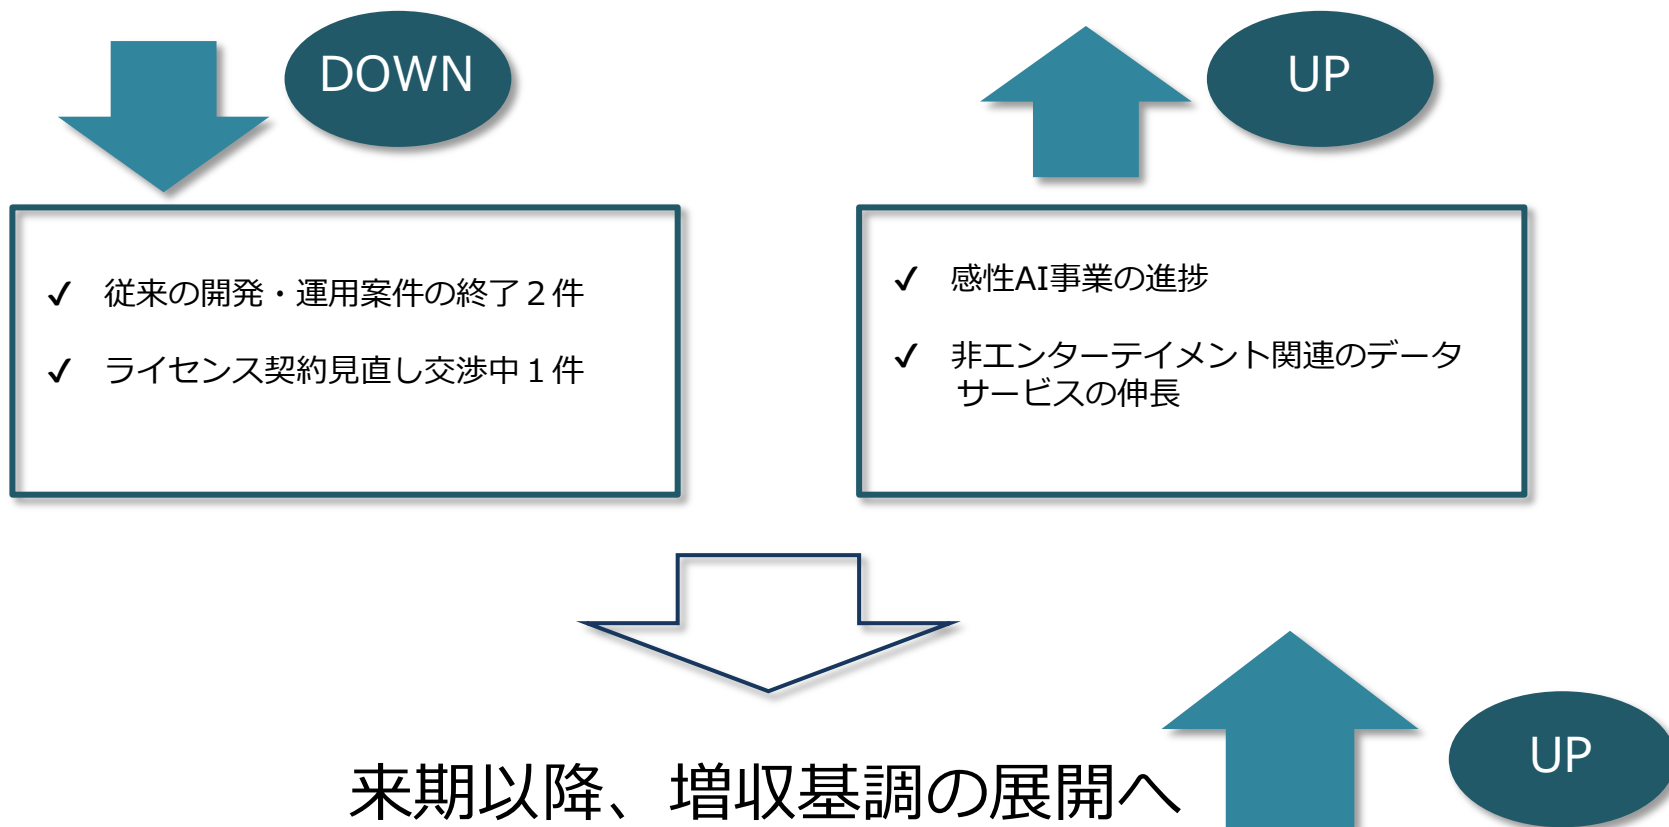 DOWN
✓ 従来の開発・運用案件の終了２件
✓ ライセンス契約見直し交渉中１件
UP
✓ 感性AI事業の進捗
✓ 非エンターテイメント関連のデータ
サービスの伸長
来期以降、増収基調の展開へ
UP